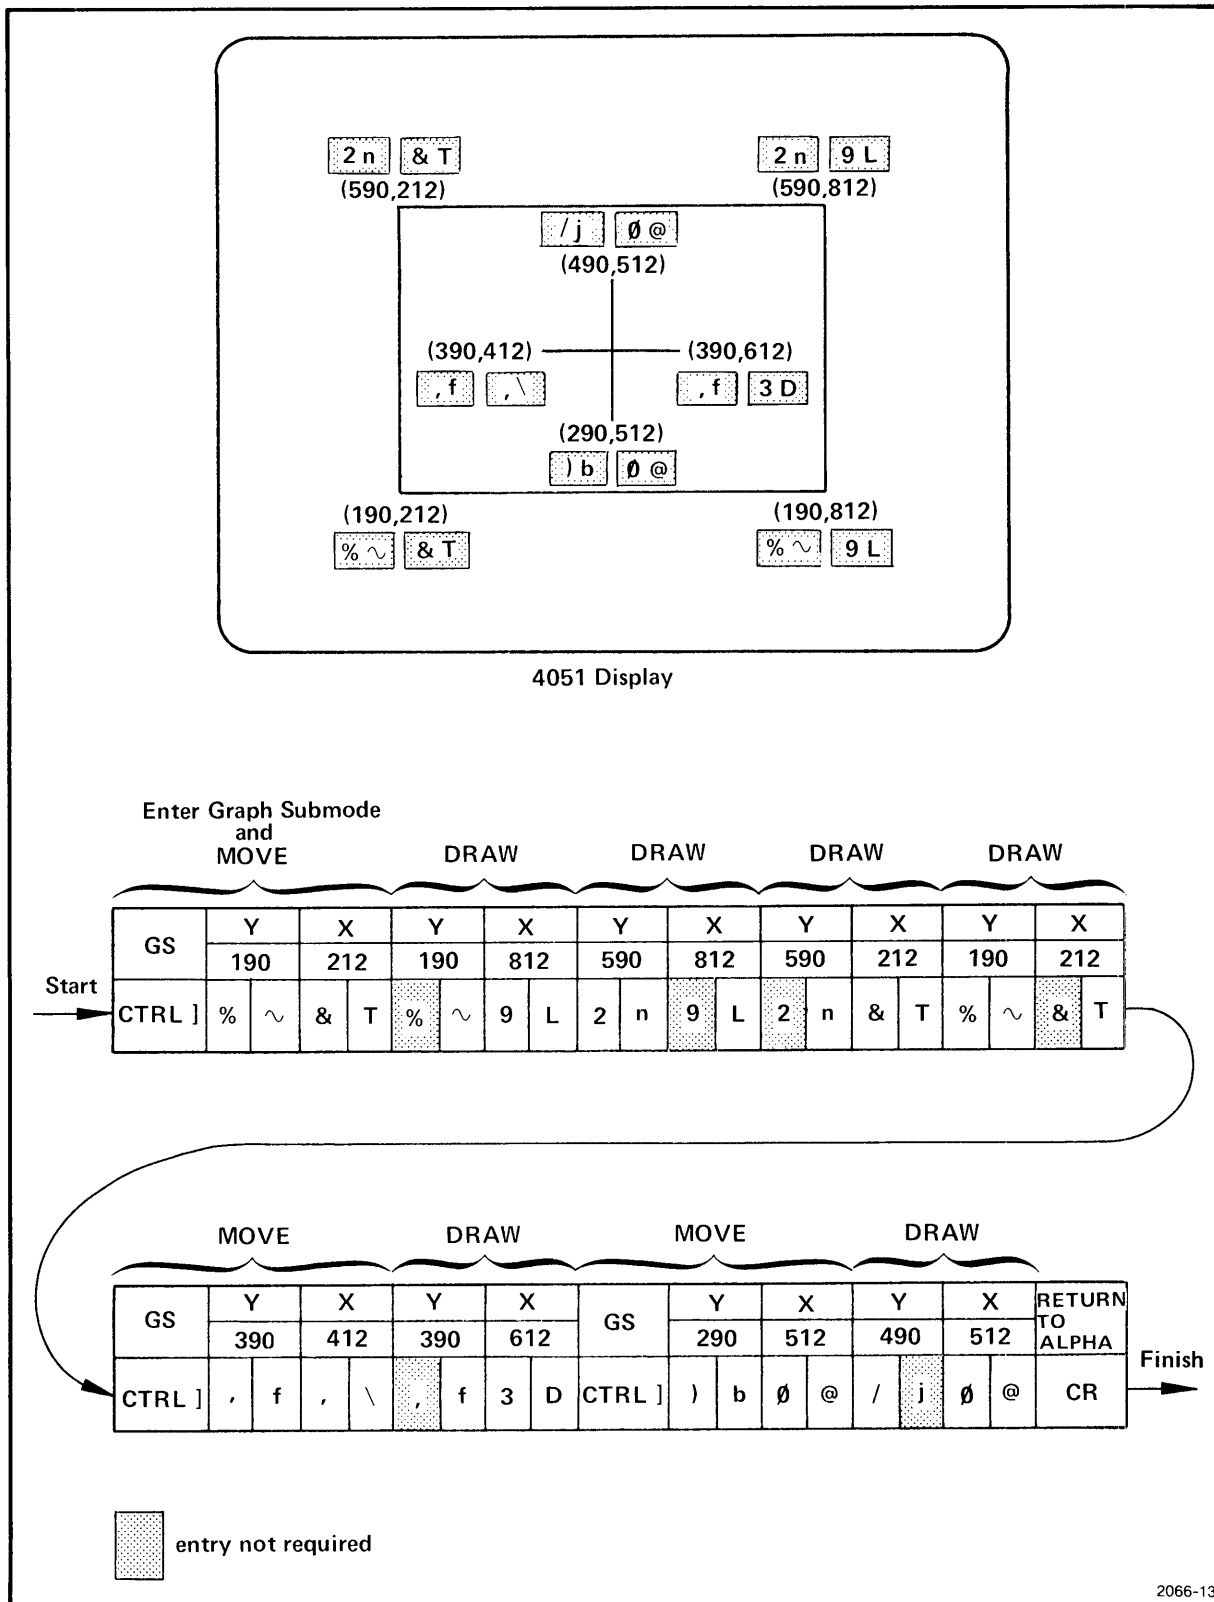 2 n & T 2 n 9 L
(590,212) (590,812)
/ j Ø @
(490,512)
(390,412) (390,612)
, f , \ , f 3 D
(290,512)
) b Ø @
(190,212) (190,812)
% ~ & T % ~ 9 L
4051 Display
Enter Graph Submode
and
MOVE DRAW DRAW DRAW DRAW
GS Y X Y X Y X Y X Y X
190 212 190 812 590 812 590 212 190 212
Start
CTRL ] % ~ & T % ~ 9 L 2 n 9 L 2 n & T % ~ & T
MOVE DRAW MOVE DRAW
GS Y X Y X GS Y X Y X RETURN TO ALPHA
390 412 390 612 290 512 490 512
CTRL ] , f , \ , f 3 D CTRL ] ) b Ø @ / j Ø @ CR
Finish
entry not required
2066-13